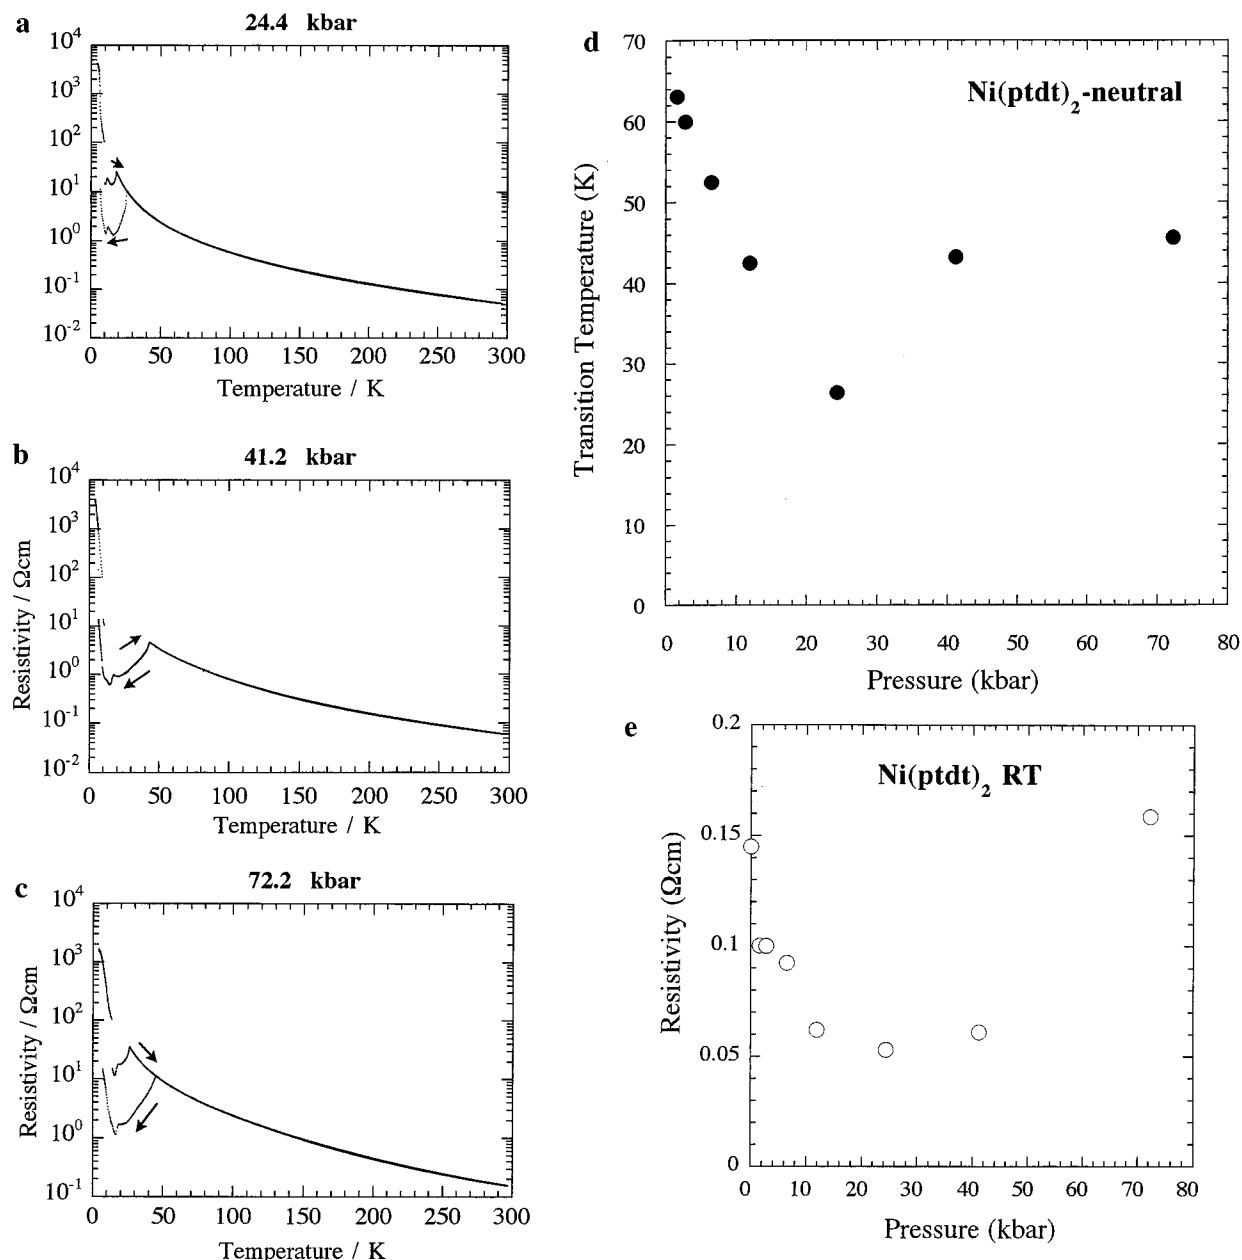 a
24.4 kbar
10^4
10^3
10^2
10^1
10^0
10^-1
10^-2
0 50 100 150 200 250 300
Temperature / K
b
41.2 kbar
Resistivity / Ωcm
10^4
10^3
10^2
10^1
10^0
10^-1
10^-2
0 50 100 150 200 250 300
Temperature / K
c
72.2 kbar
Resistivity / Ωcm
10^4
10^3
10^2
10^1
10^0
10^-1
0 50 100 150 200 250 300
Temperature / K
d
Ni(ptdt)2-neutral
Transition Temperature (K)
70
60
50
40
30
20
10
0
0 10 20 30 40 50 60 70 80
Pressure (kbar)
e
Ni(ptdt)2 RT
Resistivity (Ωcm)
0.2
0.15
0.1
0.05
0
0 10 20 30 40 50 60 70 80
Pressure (kbar)